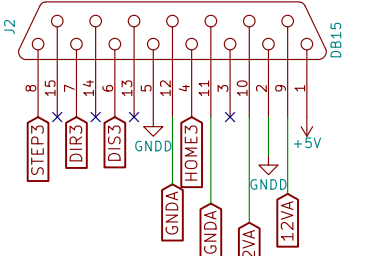 J2
DB15
8
15
7
14
6
13
5
12
4
11
3
10
2
9
1
STEP3
DIR3
DIS3
GNDD
GNDA
HOME3
GNDA
2VA
GNDD
12VA
+5V